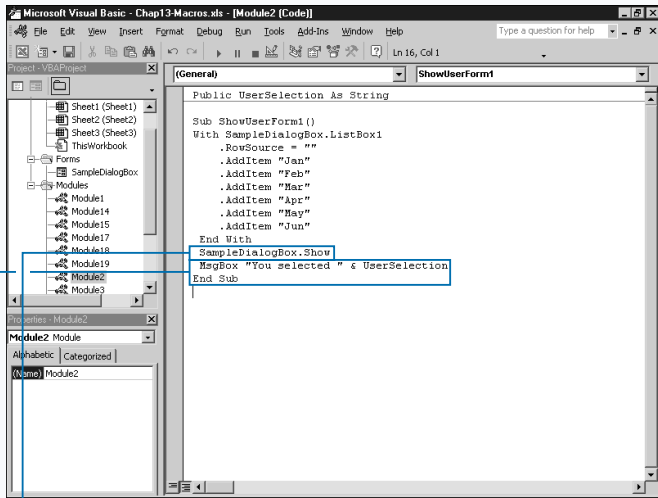 Microsoft Visual Basic - Chap13-Macros.xls - [Module2 (Code)]
File Edit View Insert Format Debug Run Tools Add-Ins Window Help
Type a question for help
Ln 16, Col 1
Project - VBAProject
(General)
ShowUserForm1
Sheet1 (Sheet1)
Sheet2 (Sheet2)
Sheet3 (Sheet3)
ThisWorkbook
Forms
SampleDialogBox
Modules
Module1
Module14
Module15
Module17
Module18
Module19
Module2
Module3
Public UserSelection As String
Sub ShowUserForm1()
With SampleDialogBox.ListBox1
.RowSource = ""
.AddItem "Jan"
.AddItem "Feb"
.AddItem "Mar"
.AddItem "Apr"
.AddItem "May"
.AddItem "Jun"
End With
SampleDialogBox.Show
MsgBox "You selected " & UserSelection
End Sub
Properties - Module2
Module2 Module
Alphabetic Categorized
(Name) Module2